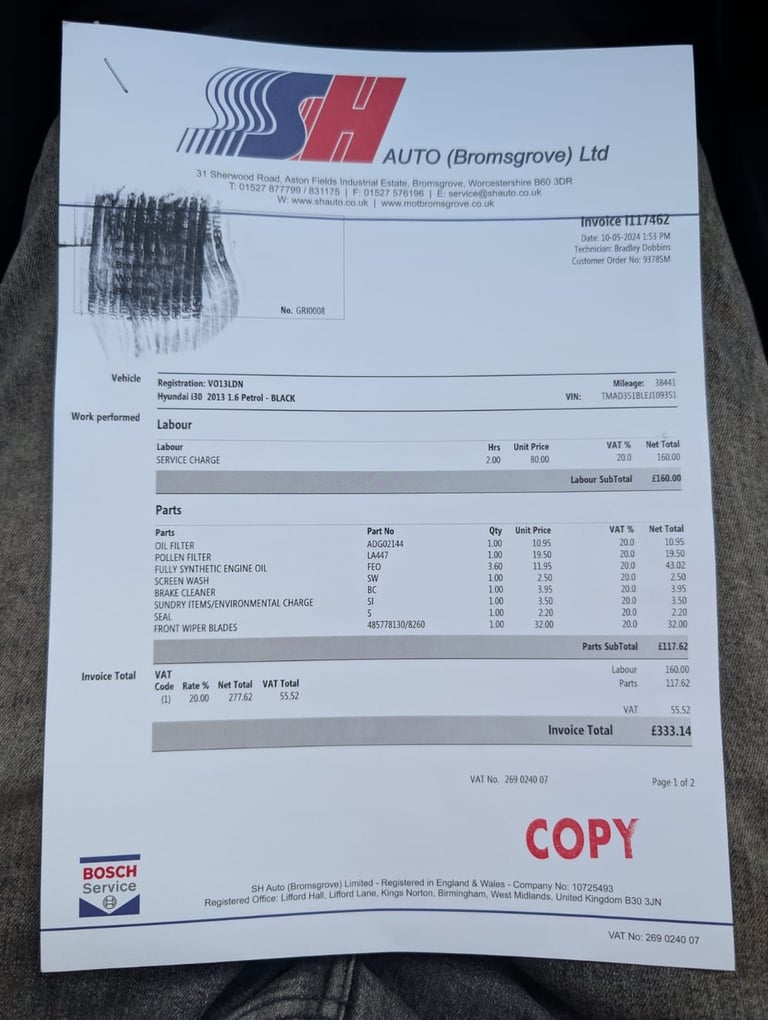 SH AUTO (Bromsgrove) Ltd
31 Sherwood Road, Aston Fields Industrial Estate, Bromsgrove, Worcestershire B60 3DR
T: 01527 877799 / 831175 | F: 01527 576196 | E: service@shauto.co.uk
W: www.shauto.co.uk | www.motbromsgrove.co.uk
Invoice I117462
Date: 10-05-2024 1:53 PM
Technician: Bradley Dobbins
Customer Order No: 93785M
No. GRI0008
Vehicle
Registration: VO13LDN Mileage: 38441
Hyundai i30 2013 1.6 Petrol - BLACK VIN: TMAD351BLEJ109351
Work performed
Labour
Labour Hrs Unit Price VAT % Net Total
SERVICE CHARGE 2.00 80.00 20.0 160.00
Labour SubTotal £160.00
Parts
Parts Part No Qty Unit Price VAT % Net Total
OIL FILTER ADG02144 1.00 10.95 20.0 10.95
POLLEN FILTER LA447 1.00 19.50 20.0 19.50
FULLY SYNTHETIC ENGINE OIL FEO 3.60 11.95 20.0 43.02
SCREEN WASH SW 1.00 2.50 20.0 2.50
BRAKE CLEANER BC 1.00 3.95 20.0 3.95
SUNDRY ITEMS/ENVIRONMENTAL CHARGE SI 1.00 3.50 20.0 3.50
SEAL S 1.00 2.20 20.0 2.20
FRONT WIPER BLADES 485778130/8260 1.00 32.00 20.0 32.00
Parts SubTotal £117.62
Invoice Total
VAT
Code Rate % Net Total VAT Total
(1) 20.00 277.62 55.52
Labour 160.00
Parts 117.62
VAT 55.52
Invoice Total £333.14
VAT No. 269 0240 07
Page 1 of 2
COPY
BOSCH
Service
SH Auto (Bromsgrove) Limited - Registered in England & Wales - Company No: 10725493
Registered Office: Lifford Hall, Lifford Lane, Kings Norton, Birmingham, West Midlands, United Kingdom B30 3JN
VAT No: 269 0240 07